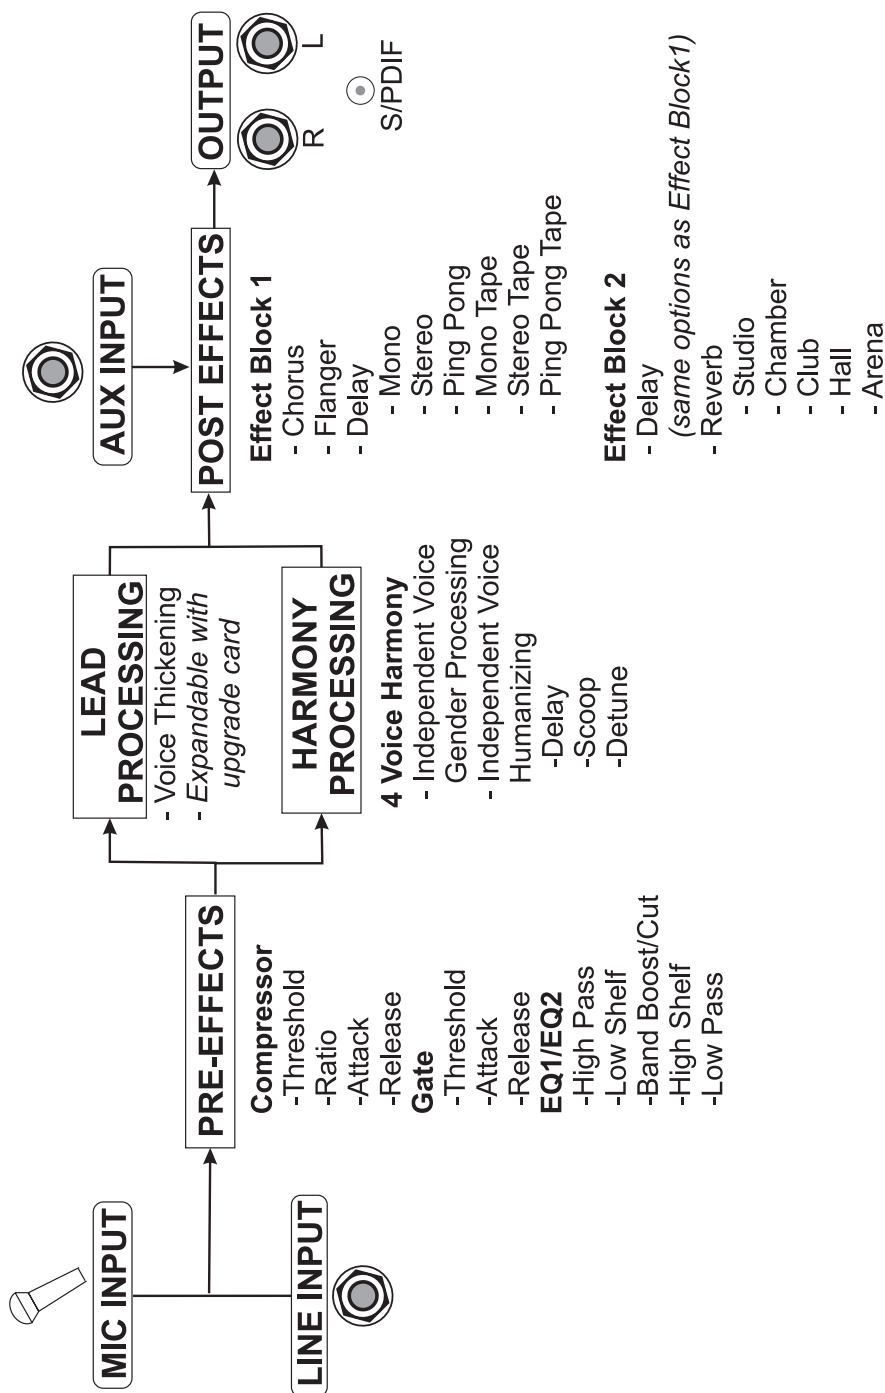 MIC INPUT
LINE INPUT
PRE-EFFECTS
Compressor
-Threshold
-Ratio
-Attack
-Release
Gate
-Threshold
-Attack
-Release
EQ1/EQ2
-High Pass
-Low Shelf
-Band Boost/Cut
-High Shelf
-Low Pass
LEAD
PROCESSING
- Voice Thickening
- Expandable with
upgrade card
HARMONY
PROCESSING
4 Voice Harmony
- Independent Voice
Gender Processing
- Independent Voice
Humanizing
-Delay
-Scoop
-Detune
AUX INPUT
POST EFFECTS
Effect Block 1
- Chorus
- Flanger
- Delay
- Mono
- Stereo
- Ping Pong
- Mono Tape
- Stereo Tape
- Ping Pong Tape
Effect Block 2
- Delay
(same options as Effect Block1)
- Reverb
- Studio
- Chamber
- Club
- Hall
- Arena
OUTPUT
R
L
S/PDIF